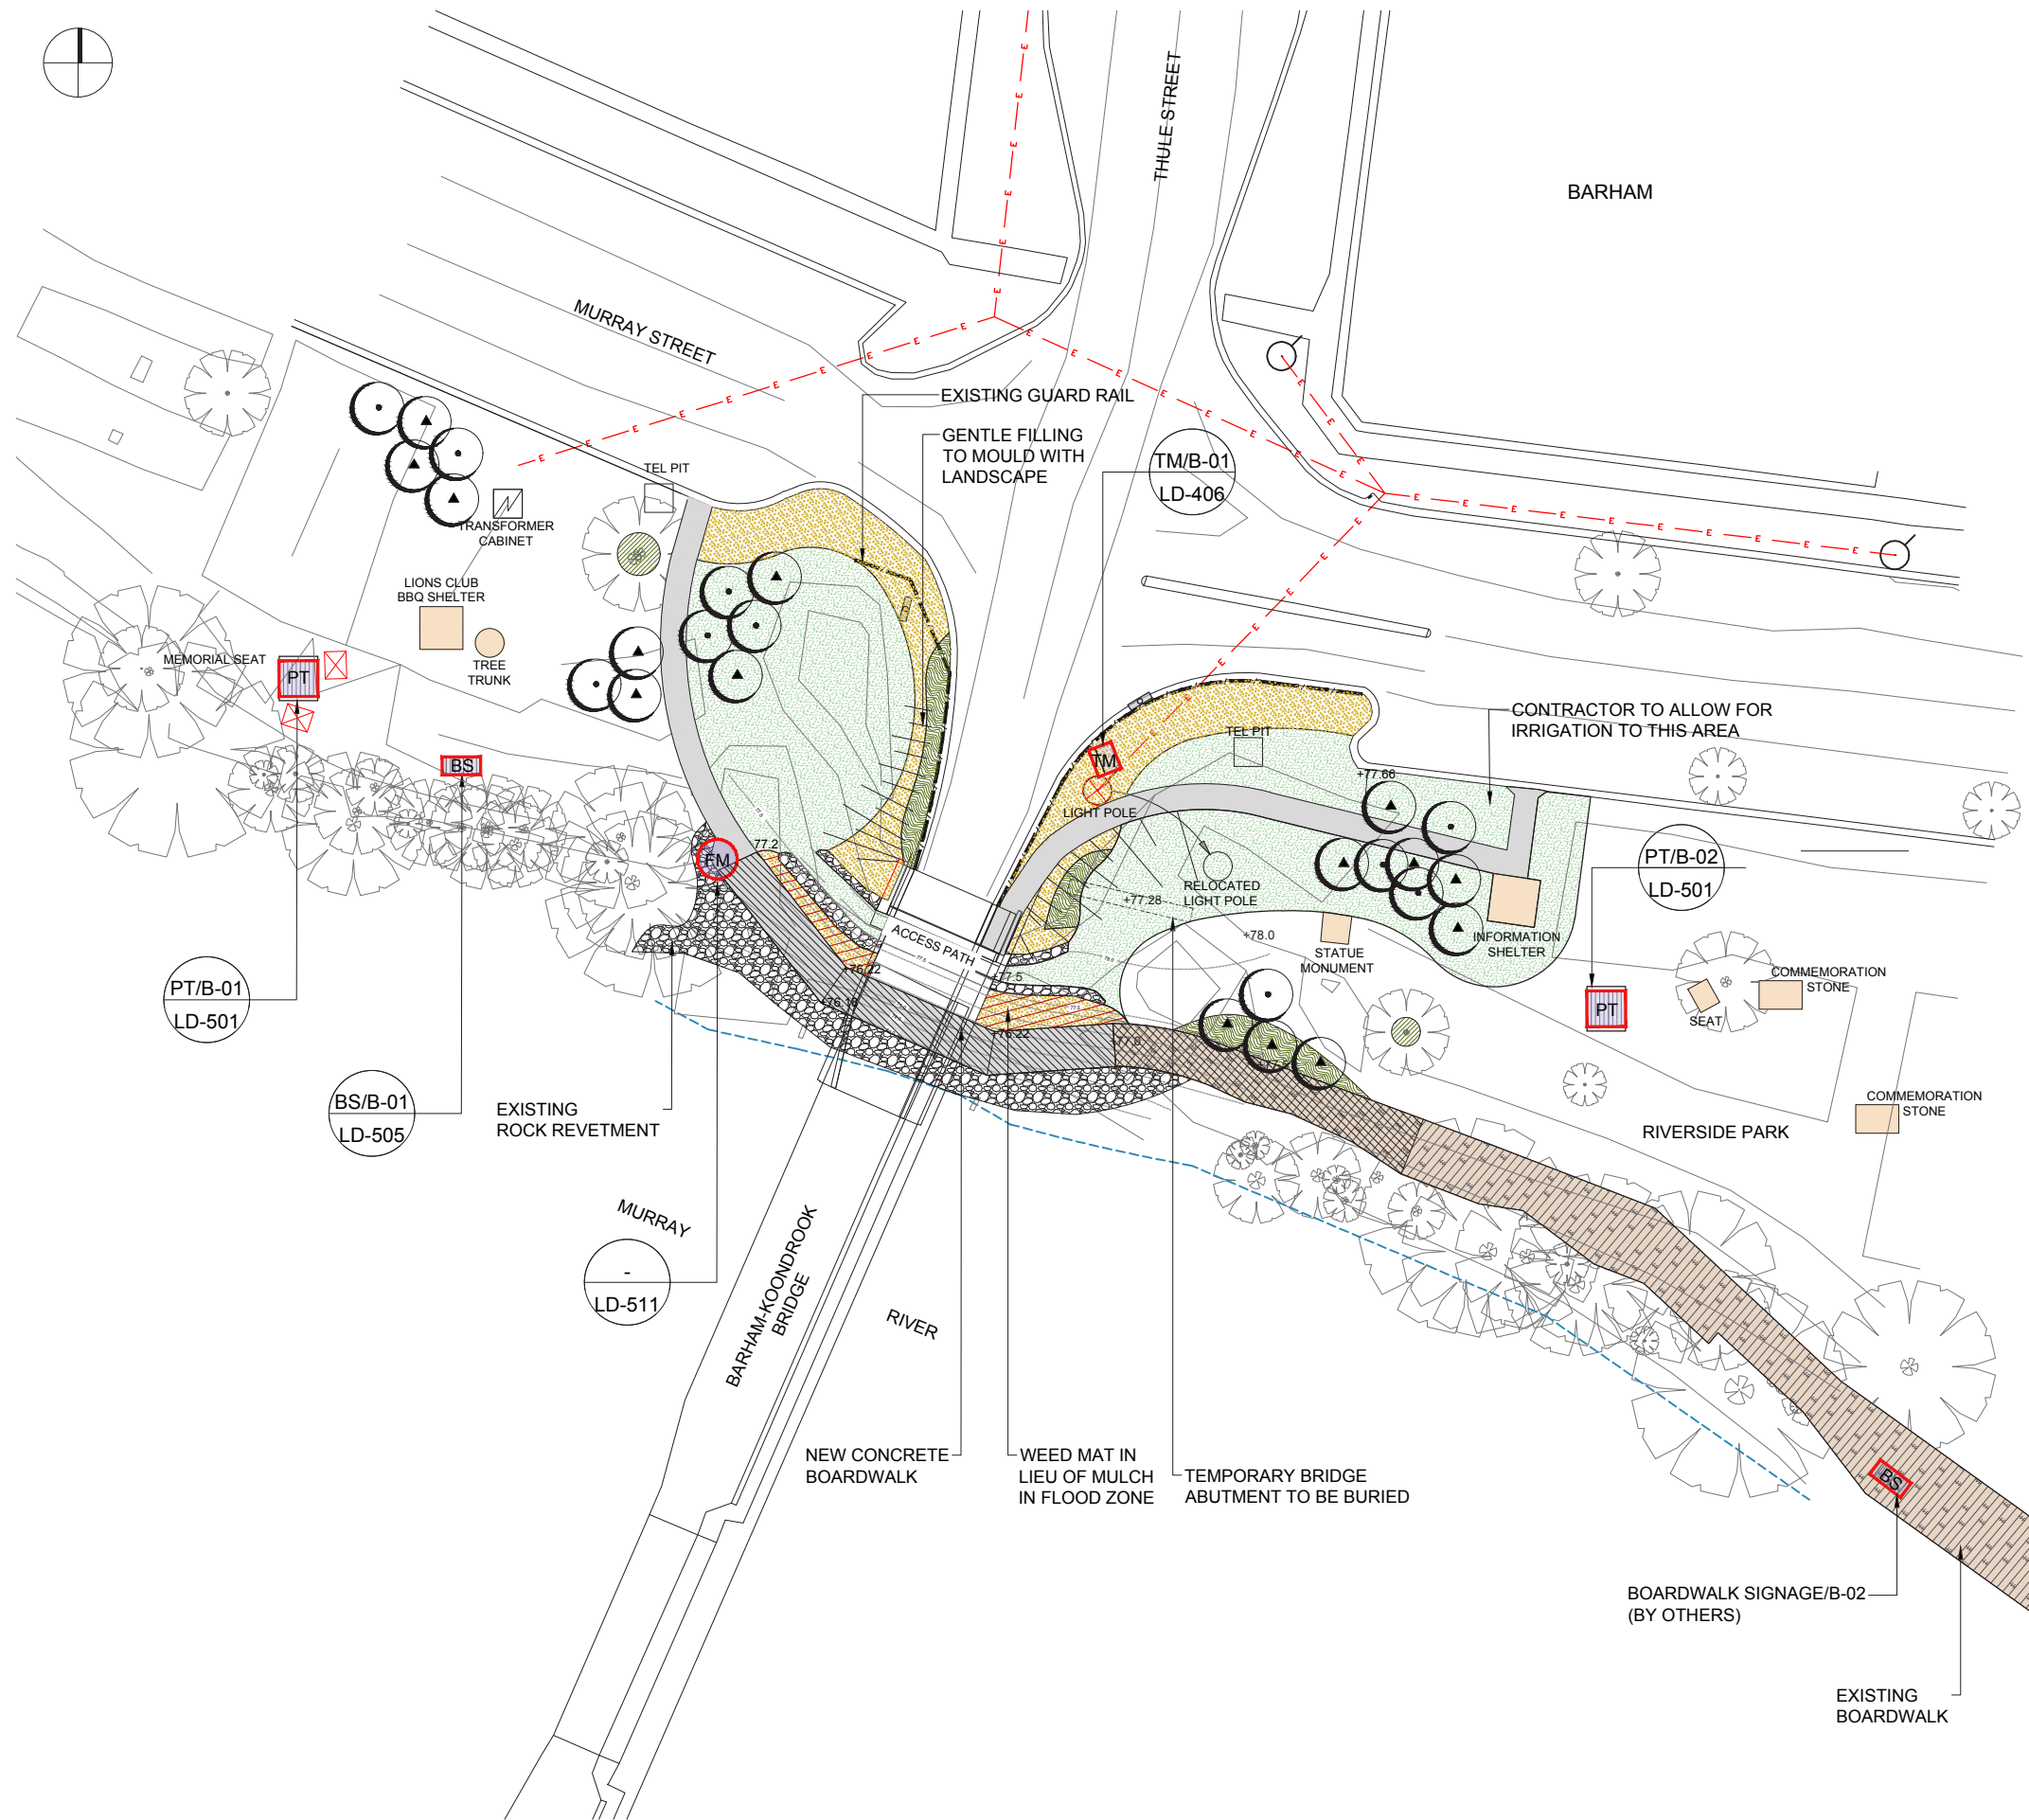 THULE STREET
BARHAM
MURRAY STREET
EXISTING GUARD RAIL
GENTLE FILLING
TO MOULD WITH
LANDSCAPE
TM/B-01
LD-406
TEL PIT
TRANSFORMER
CABINET
LIONS CLUB
BBQ SHELTER
TREE
TRUNK
MEMORIAL SEAT
PT
BS
FM
77.2
TM
LIGHT POLE
TEL PIT
+77.66
CONTRACTOR TO ALLOW FOR
IRRIGATION TO THIS AREA
PT/B-02
LD-501
RELOCATED
LIGHT POLE
+77.28
+78.0
STATUE
MONUMENT
INFORMATION
SHELTER
ACCESS PATH
+77.5
+76.22
+76.18
+76.22
COMMEMORATION
STONE
SEAT
PT
COMMEMORATION
STONE
RIVERSIDE PARK
PT/B-01
LD-501
BS/B-01
LD-505
EXISTING
ROCK REVETMENT
-
LD-511
MURRAY
RIVER
BARHAM-KOONDROOK
BRIDGE
NEW CONCRETE
BOARDWALK
WEED MAT IN
LIEU OF MULCH
IN FLOOD ZONE
TEMPORARY BRIDGE
ABUTMENT TO BE BURIED
BS
BOARDWALK SIGNAGE/B-02
(BY OTHERS)
EXISTING
BOARDWALK